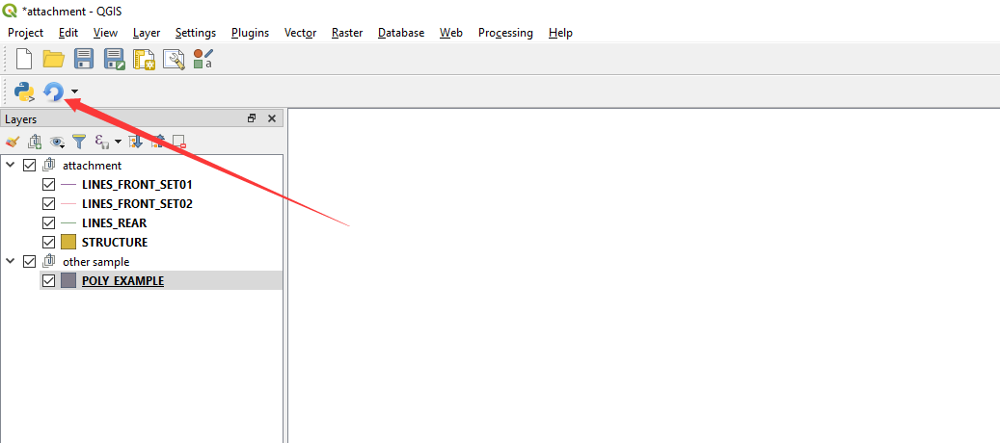 *attachment - QGIS
Project Edit View Layer Settings Plugins Vector Raster Database Web Processing Help
Layers
attachment
LINES_FRONT_SET01
LINES_FRONT_SET02
LINES_REAR
STRUCTURE
other sample
POLY_EXAMPLE